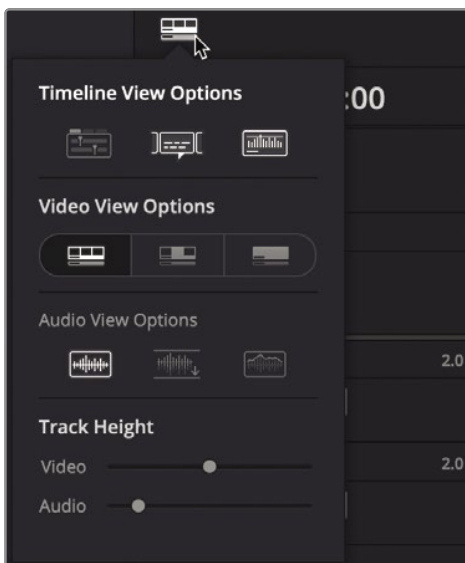 Timeline View Options
:00
Video View Options
Audio View Options
2.0
Track Height
Video
2.0
Audio